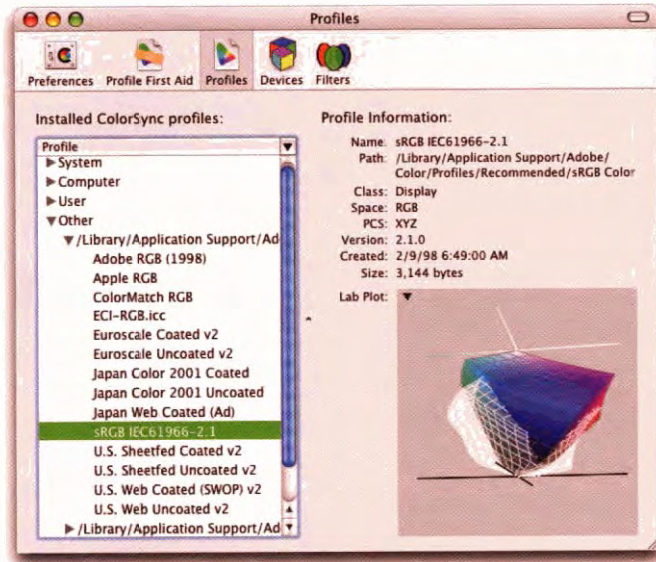 Profiles
Preferences Profile First Aid Profiles Devices Filters
Installed ColorSync profiles:
Profile
System
Computer
User
Other
/Library/Application Support/Ad
Adobe RGB (1998)
Apple RGB
ColorMatch RGB
ECI-RGB.icc
Euroscale Coated v2
Euroscale Uncoated v2
Japan Color 2001 Coated
Japan Color 2001 Uncoated
Japan Web Coated (Ad)
sRGB IEC61966-2.1
U.S. Sheetfed Coated v2
U.S. Sheetfed Uncoated v2
U.S. Web Coated (SWOP) v2
U.S. Web Uncoated v2
/Library/Application Support/Ad
Profile Information:
Name: sRGB IEC61966-2.1
Path: /Library/Application Support/Adobe/
Color/Profiles/Recommended/sRGB Color
Class: Display
Space: RGB
PCS: XYZ
Version: 2.1.0
Created: 2/9/98 6:49:00 AM
Size: 3,144 bytes
Lab Plot: